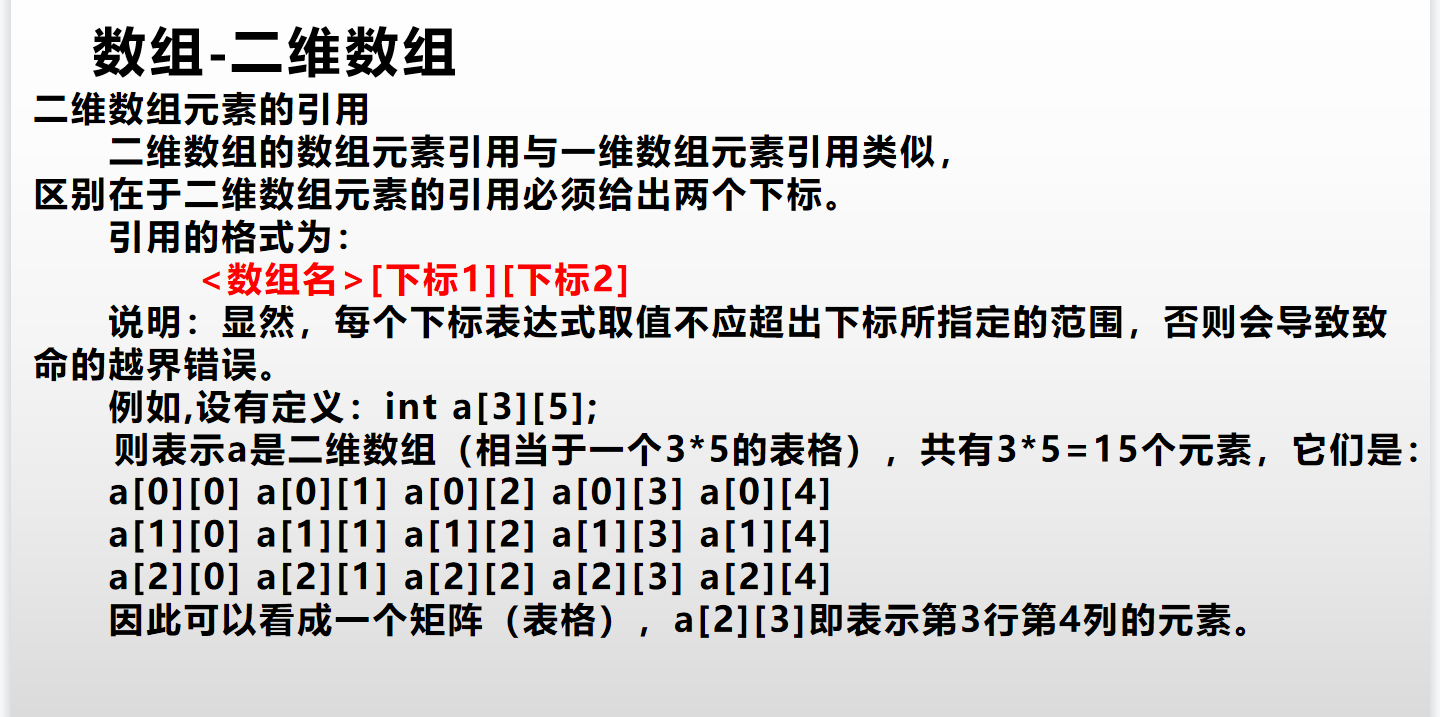 数组-二维数组
二维数组元素的引用
二维数组的数组元素引用与一维数组元素引用类似，
区别在于二维数组元素的引用必须给出两个下标。
引用的格式为：
<数组名>[下标1][下标2]
说明：显然，每个下标表达式取值不应超出下标所指定的范围，否则会导致致
命的越界错误。
例如,设有定义：int a[3][5];
则表示a是二维数组（相当于一个3*5的表格），共有3*5=15个元素，它们是：
a[0][0] a[0][1] a[0][2] a[0][3] a[0][4]
a[1][0] a[1][1] a[1][2] a[1][3] a[1][4]
a[2][0] a[2][1] a[2][2] a[2][3] a[2][4]
因此可以看成一个矩阵（表格），a[2][3]即表示第3行第4列的元素。